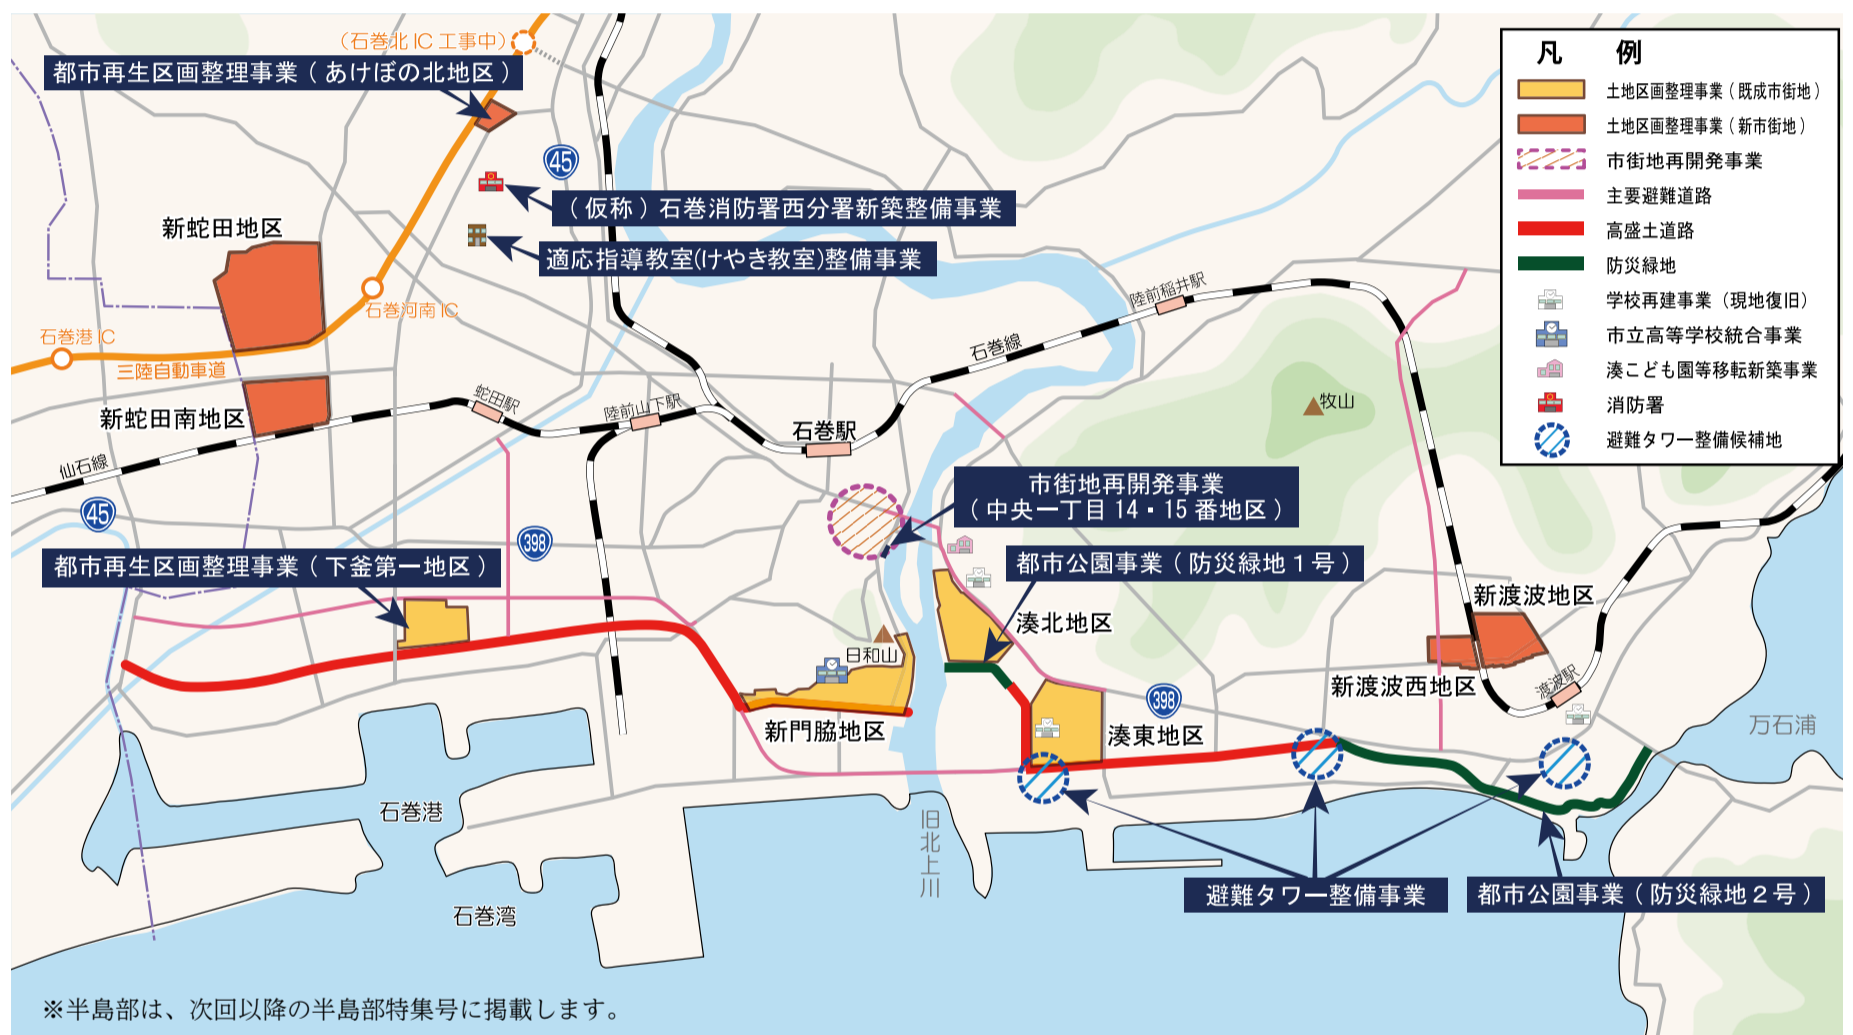 （石巻北IC工事中）
都市再生区画整理事業（あけぼの北地区）
45
（仮称）石巻消防署西分署新築整備事業
新蛇田地区
適応指導教室(けやき教室)整備事業
石巻河南IC
石巻港IC
三陸自動車道
陸前稲井駅
石巻線
新蛇田南地区
蛇田駅
陸前山下駅
石巻駅
牧山
仙石線
45
398
市街地再開発事業
（中央一丁目14・15番地区）
都市再生区画整理事業（下釜第一地区）
都市公園事業（防災緑地１号）
新渡波地区
湊北地区
日和山
新渡波西地区
渡波駅
398
新門脇地区
湊東地区
万石浦
石巻港
旧北上川
避難タワー整備事業
都市公園事業（防災緑地２号）
石巻湾
※半島部は、次回以降の半島部特集号に掲載します。
凡　例
土地区画整理事業（既成市街地）
土地区画整理事業（新市街地）
市街地再開発事業
主要避難道路
高盛土道路
防災緑地
学校再建事業（現地復旧）
市立高等学校統合事業
湊こども園等移転新築事業
消防署
避難タワー整備候補地